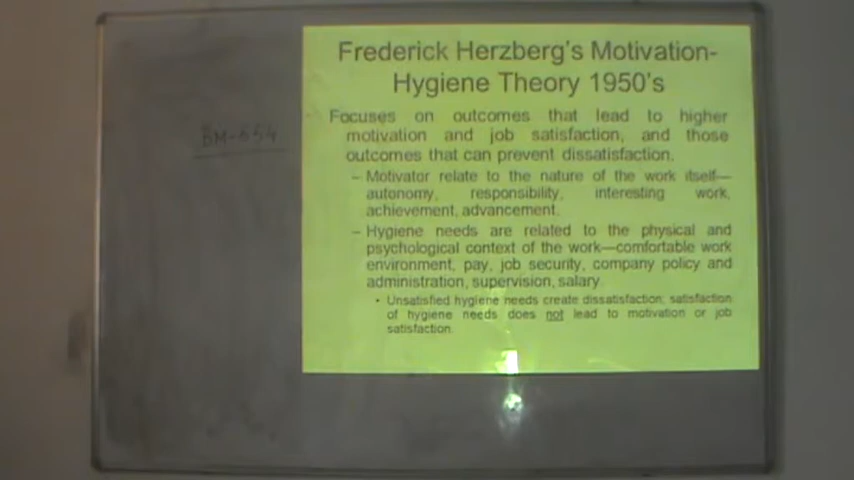 Frederick Herzberg's Motivation-
Hygiene Theory 1950's
Focuses on outcomes that lead to higher
motivation and job satisfaction, and those
outcomes that can prevent dissatisfaction.
– Motivator relate to the nature of the work itself—
autonomy, responsibility, interesting work,
achievement, advancement.
– Hygiene needs are related to the physical and
psychological context of the work—comfortable work
environment, pay, job security, company policy and
administration, supervision, salary.
• Unsatisfied hygiene needs create dissatisfaction; satisfaction
of hygiene needs does not lead to motivation or job
satisfaction.
BM-554